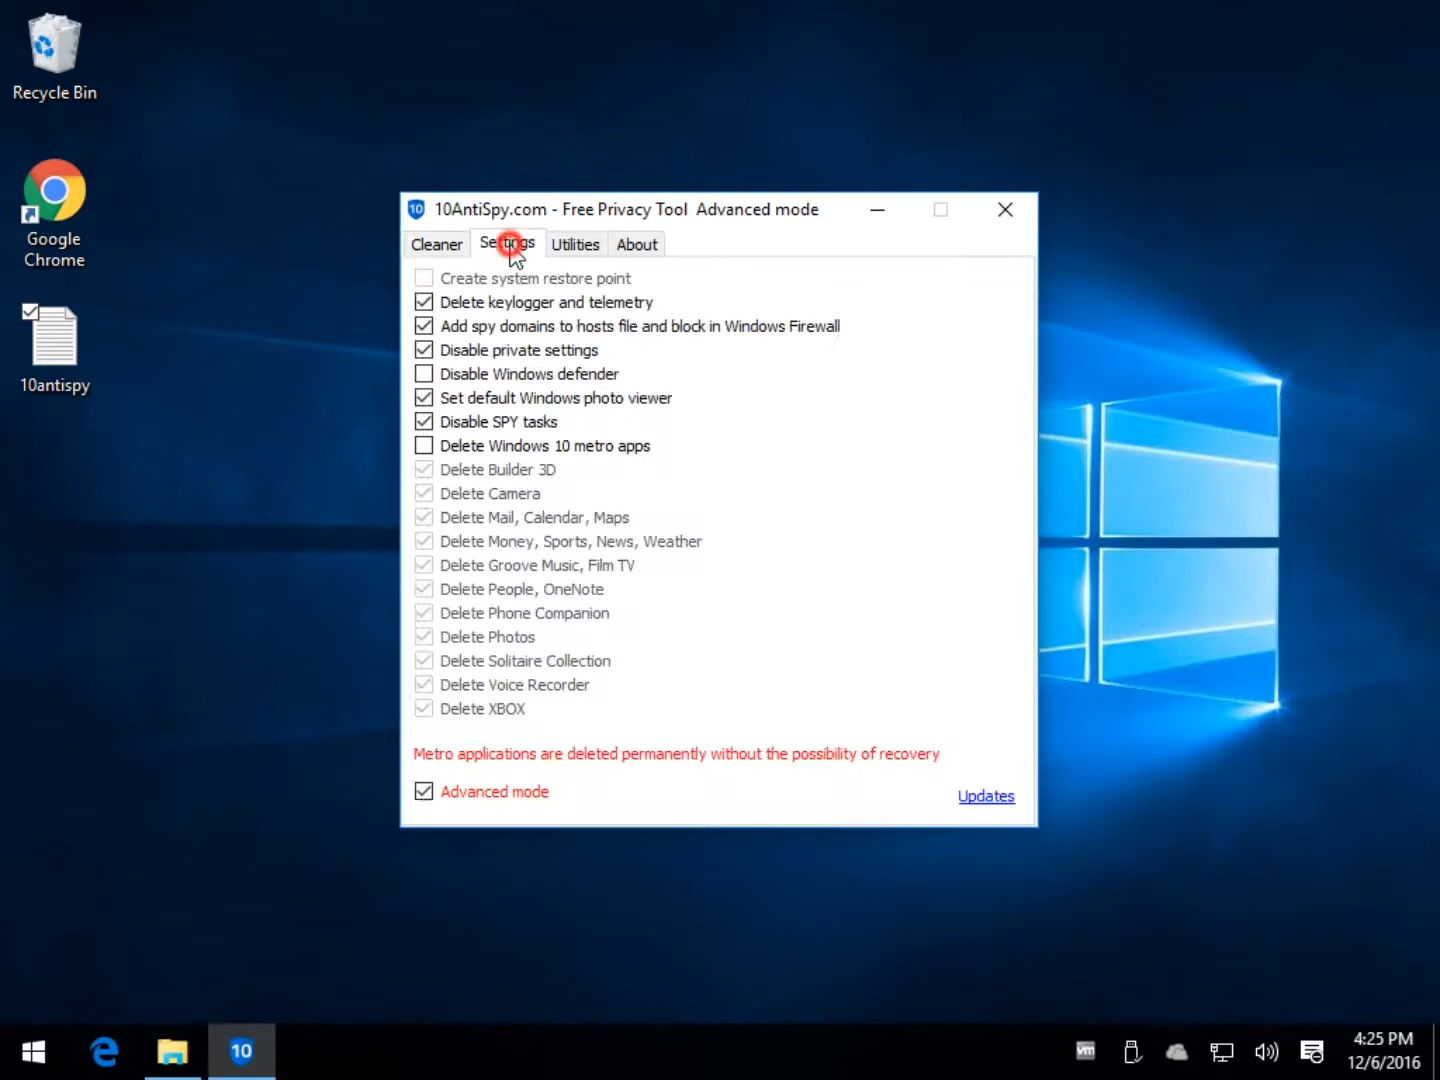 Recycle Bin
Google
Chrome
10antispy
10 10AntiSpy.com - Free Privacy Tool Advanced mode
Cleaner Settings Utilities About
Create system restore point
Delete keylogger and telemetry
Add spy domains to hosts file and block in Windows Firewall
Disable private settings
Disable Windows defender
Set default Windows photo viewer
Disable SPY tasks
Delete Windows 10 metro apps
Delete Builder 3D
Delete Camera
Delete Mail, Calendar, Maps
Delete Money, Sports, News, Weather
Delete Groove Music, Film TV
Delete People, OneNote
Delete Phone Companion
Delete Photos
Delete Solitaire Collection
Delete Voice Recorder
Delete XBOX
Metro applications are deleted permanently without the possibility of recovery
Advanced mode
Updates
10
vm
4:25 PM
12/6/2016